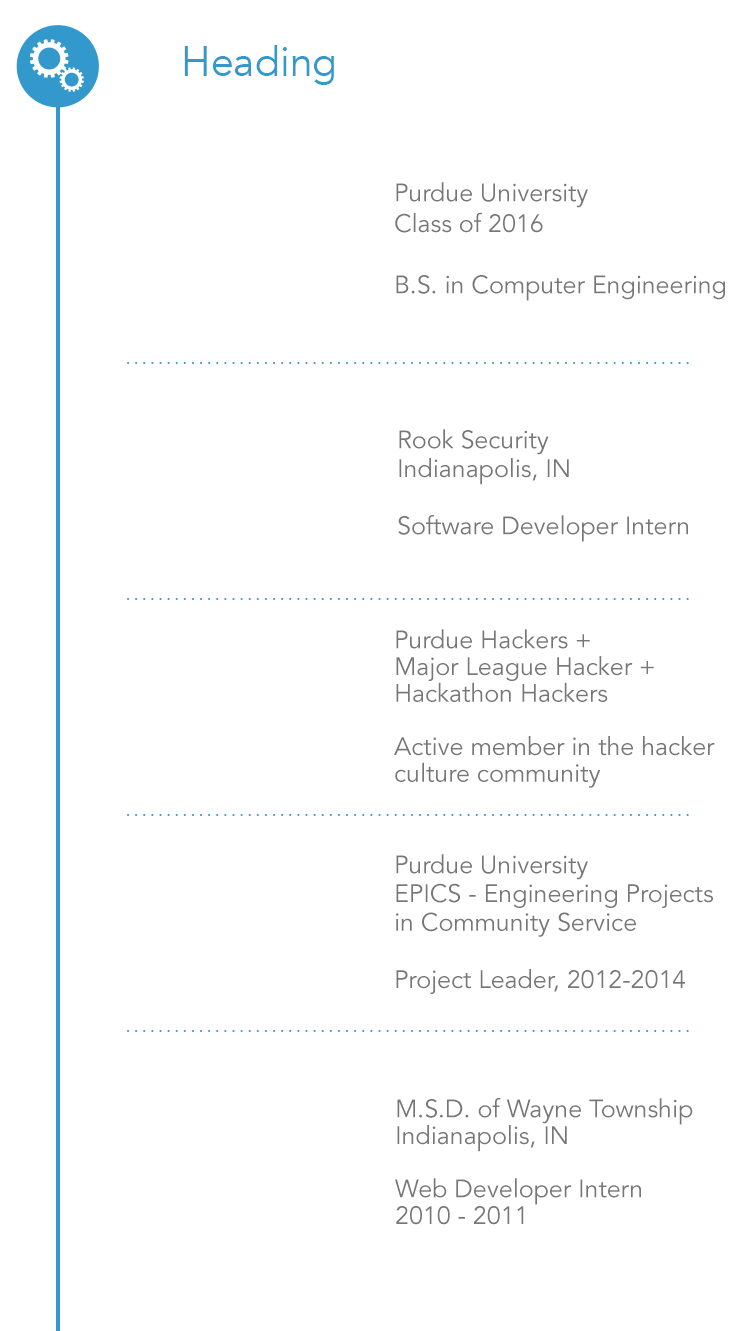 Heading
Purdue University
Class of 2016
B.S. in Computer Engineering
Rook Security
Indianapolis, IN
Software Developer Intern
Purdue Hackers +
Major League Hacker +
Hackathon Hackers
Active member in the hacker
culture community
Purdue University
EPICS - Engineering Projects
in Community Service
Project Leader, 2012-2014
M.S.D. of Wayne Township
Indianapolis, IN
Web Developer Intern
2010 - 2011